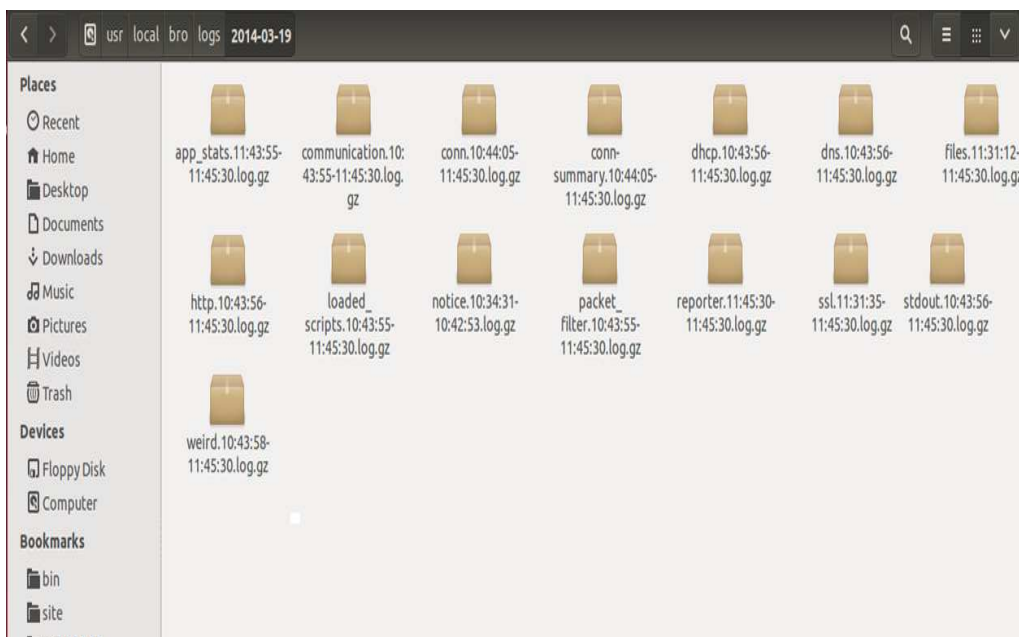 usr local bro logs 2014-03-19
Places
Recent
Home
Desktop
Documents
Downloads
Music
Pictures
Videos
Trash
Devices
Floppy Disk
Computer
Bookmarks
bin
site
app_stats.11:43:55-
11:45:30.log.gz
communication.10:
43:55-11:45:30.log.
gz
conn.10:44:05-
11:45:30.log.gz
conn-
summary.10:44:05-
11:45:30.log.gz
dhcp.10:43:56-
11:45:30.log.gz
dns.10:43:56-
11:45:30.log.gz
files.11:31:12-
11:45:30.log.gz
http.10:43:56-
11:45:30.log.gz
loaded_
scripts.10:43:55-
11:45:30.log.gz
notice.10:34:31-
10:42:53.log.gz
packet_
filter.10:43:55-
11:45:30.log.gz
reporter.11:45:30-
11:45:30.log.gz
ssl.11:31:35-
11:45:30.log.gz
stdout.10:43:56-
11:45:30.log.gz
weird.10:43:58-
11:45:30.log.gz